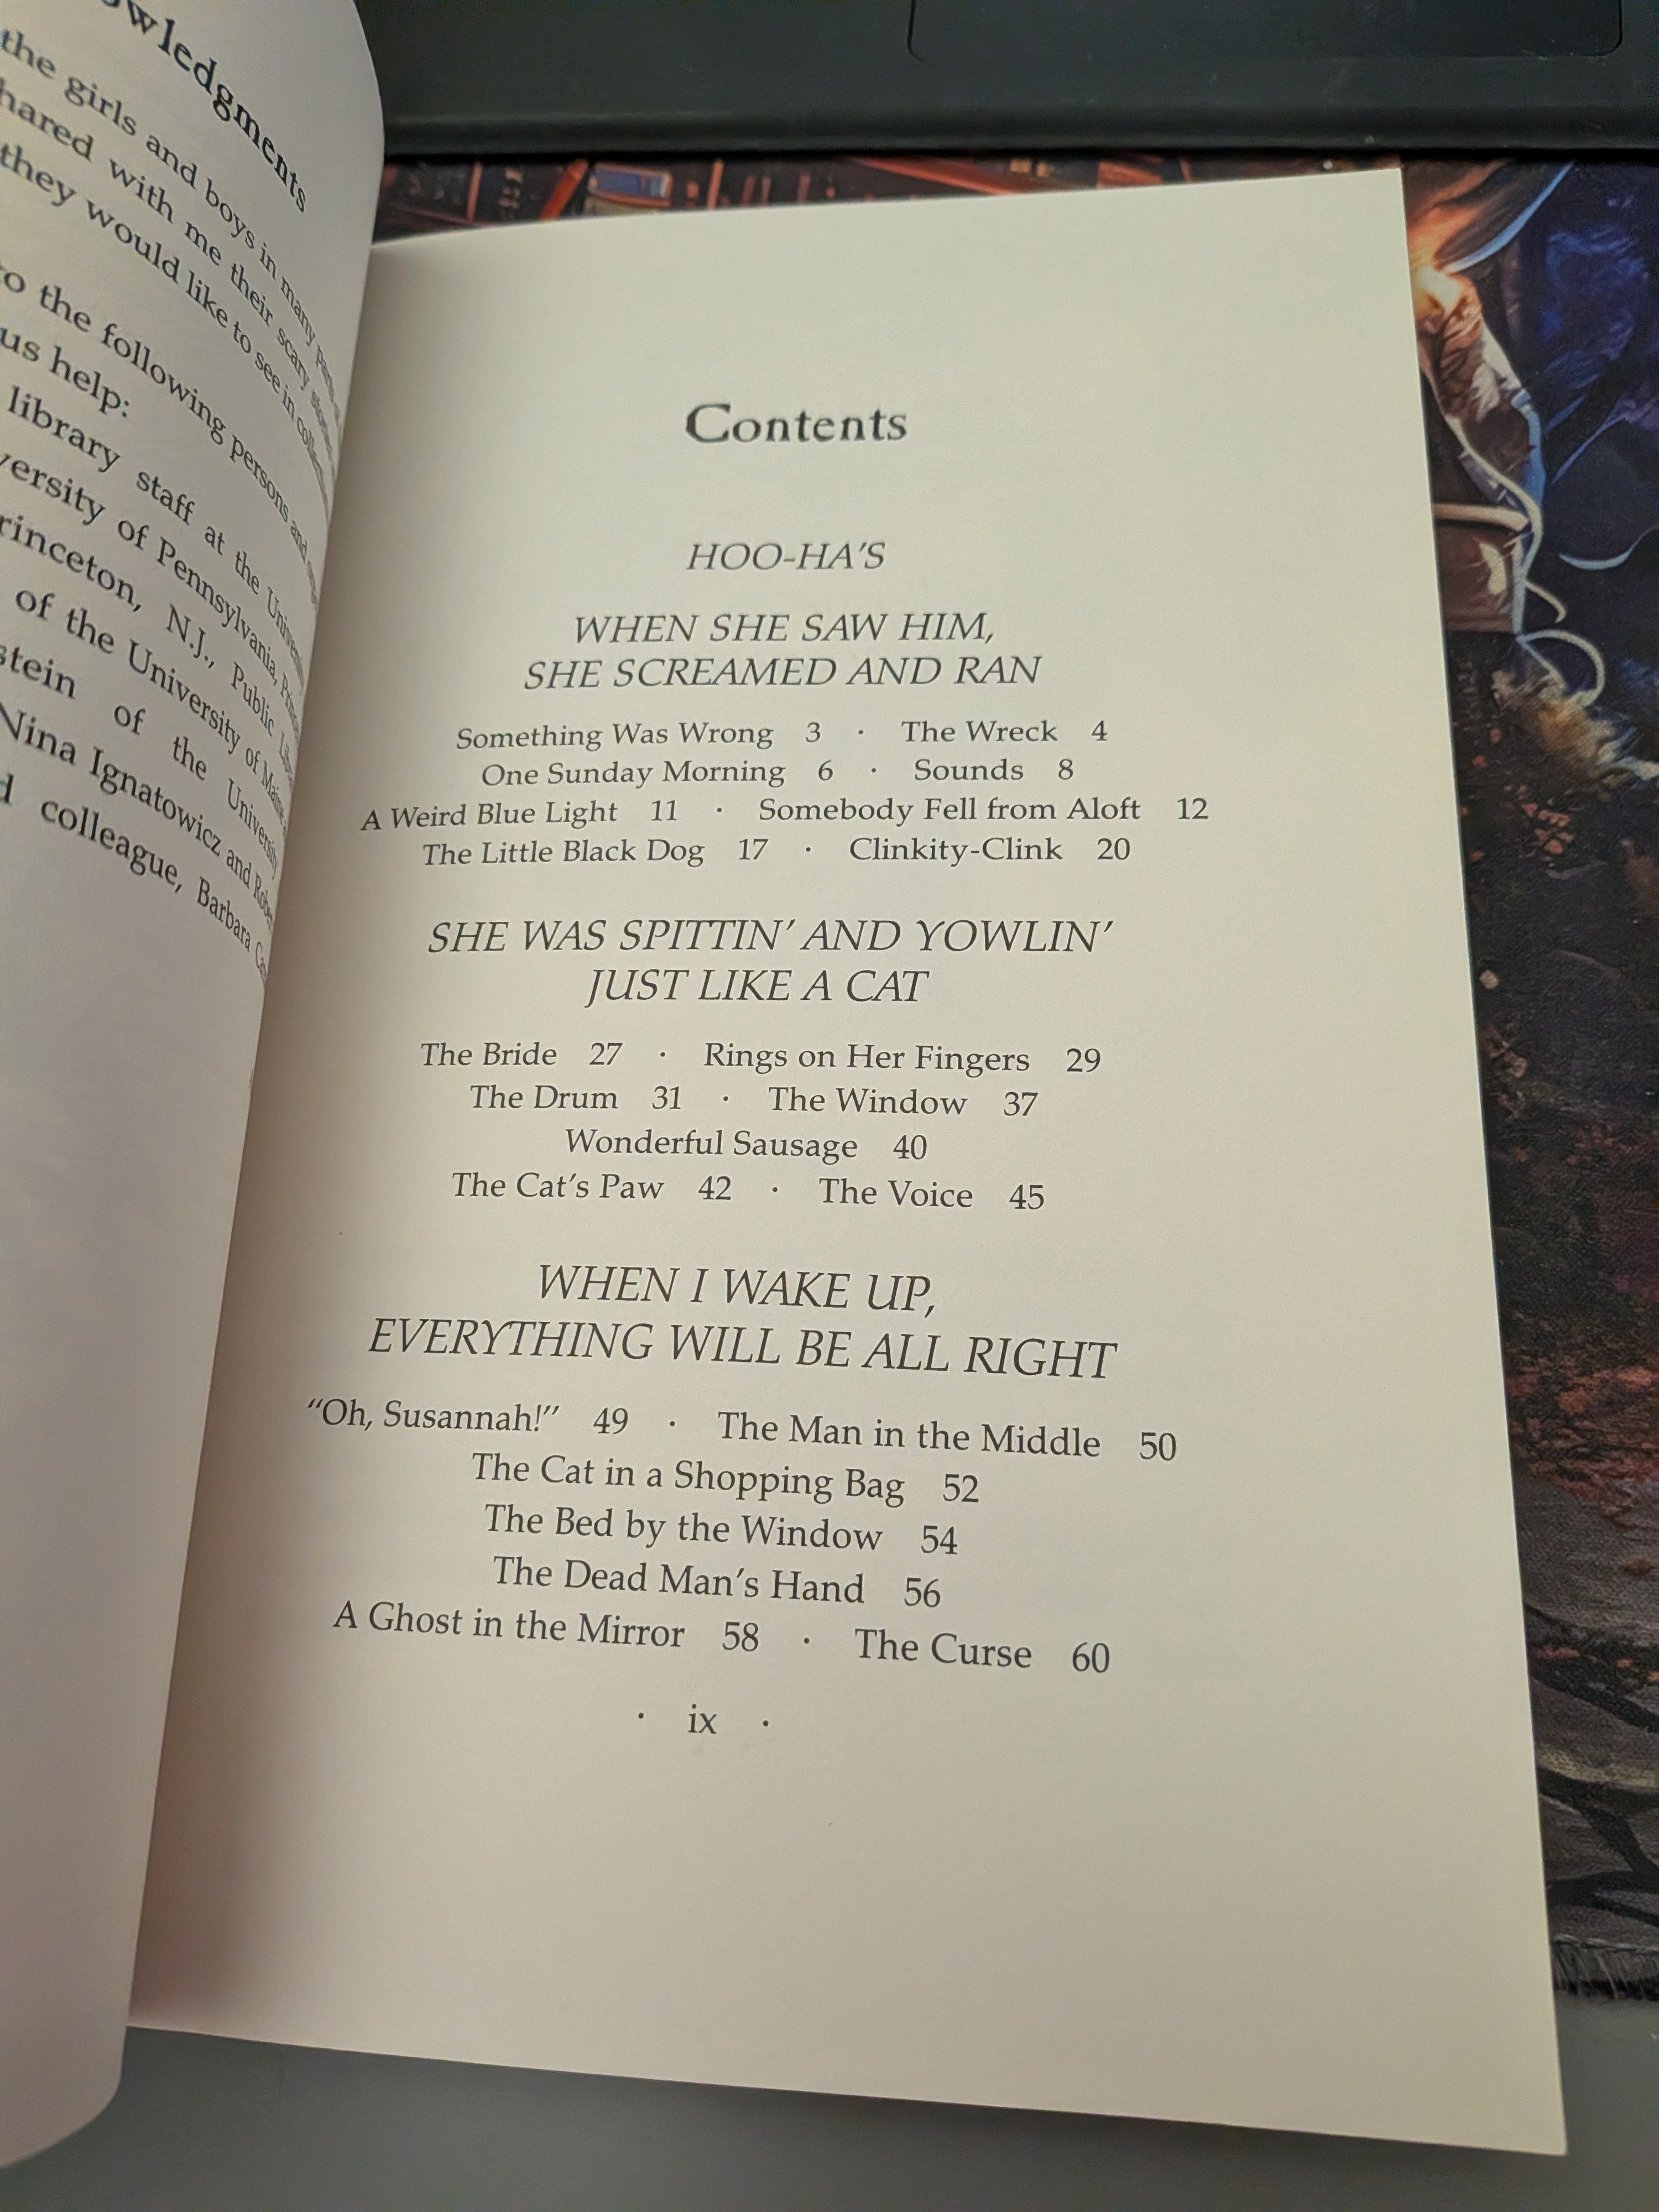 owledgments
the girls and boys in many
hared with me their scary
they would like to see in
to the following persons and
us help:
library staff at the
versity of Pennsylvania,
rinceton, N.J., Public
of the University of
stein of the University
Nina Ignatowicz and
d colleague, Barbara
Contents
HOO-HA'S
WHEN SHE SAW HIM,
SHE SCREAMED AND RAN
Something Was Wrong 3 · The Wreck 4
One Sunday Morning 6 · Sounds 8
A Weird Blue Light 11 · Somebody Fell from Aloft 12
The Little Black Dog 17 · Clinkity-Clink 20
SHE WAS SPITTIN' AND YOWLIN'
JUST LIKE A CAT
The Bride 27 · Rings on Her Fingers 29
The Drum 31 · The Window 37
Wonderful Sausage 40
The Cat's Paw 42 · The Voice 45
WHEN I WAKE UP,
EVERYTHING WILL BE ALL RIGHT
"Oh, Susannah!" 49 · The Man in the Middle 50
The Cat in a Shopping Bag 52
The Bed by the Window 54
The Dead Man's Hand 56
A Ghost in the Mirror 58 · The Curse 60
· ix ·